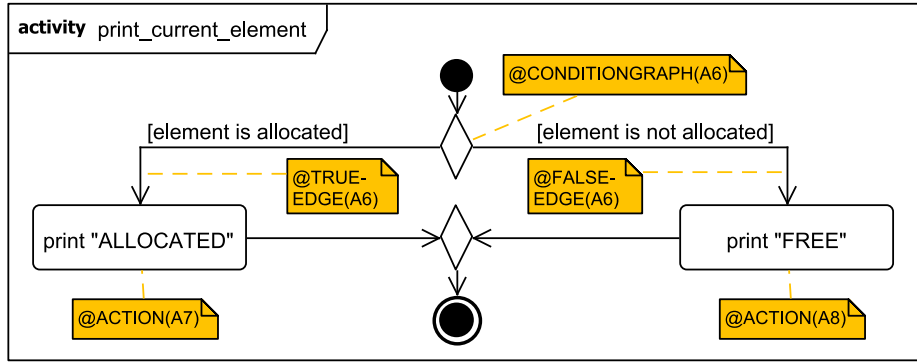 activity print_current_element
@CONDITIONGRAPH(A6)
[element is allocated]
[element is not allocated]
@TRUE-
EDGE(A6)
@FALSE-
EDGE(A6)
print "ALLOCATED"
print "FREE"
@ACTION(A7)
@ACTION(A8)